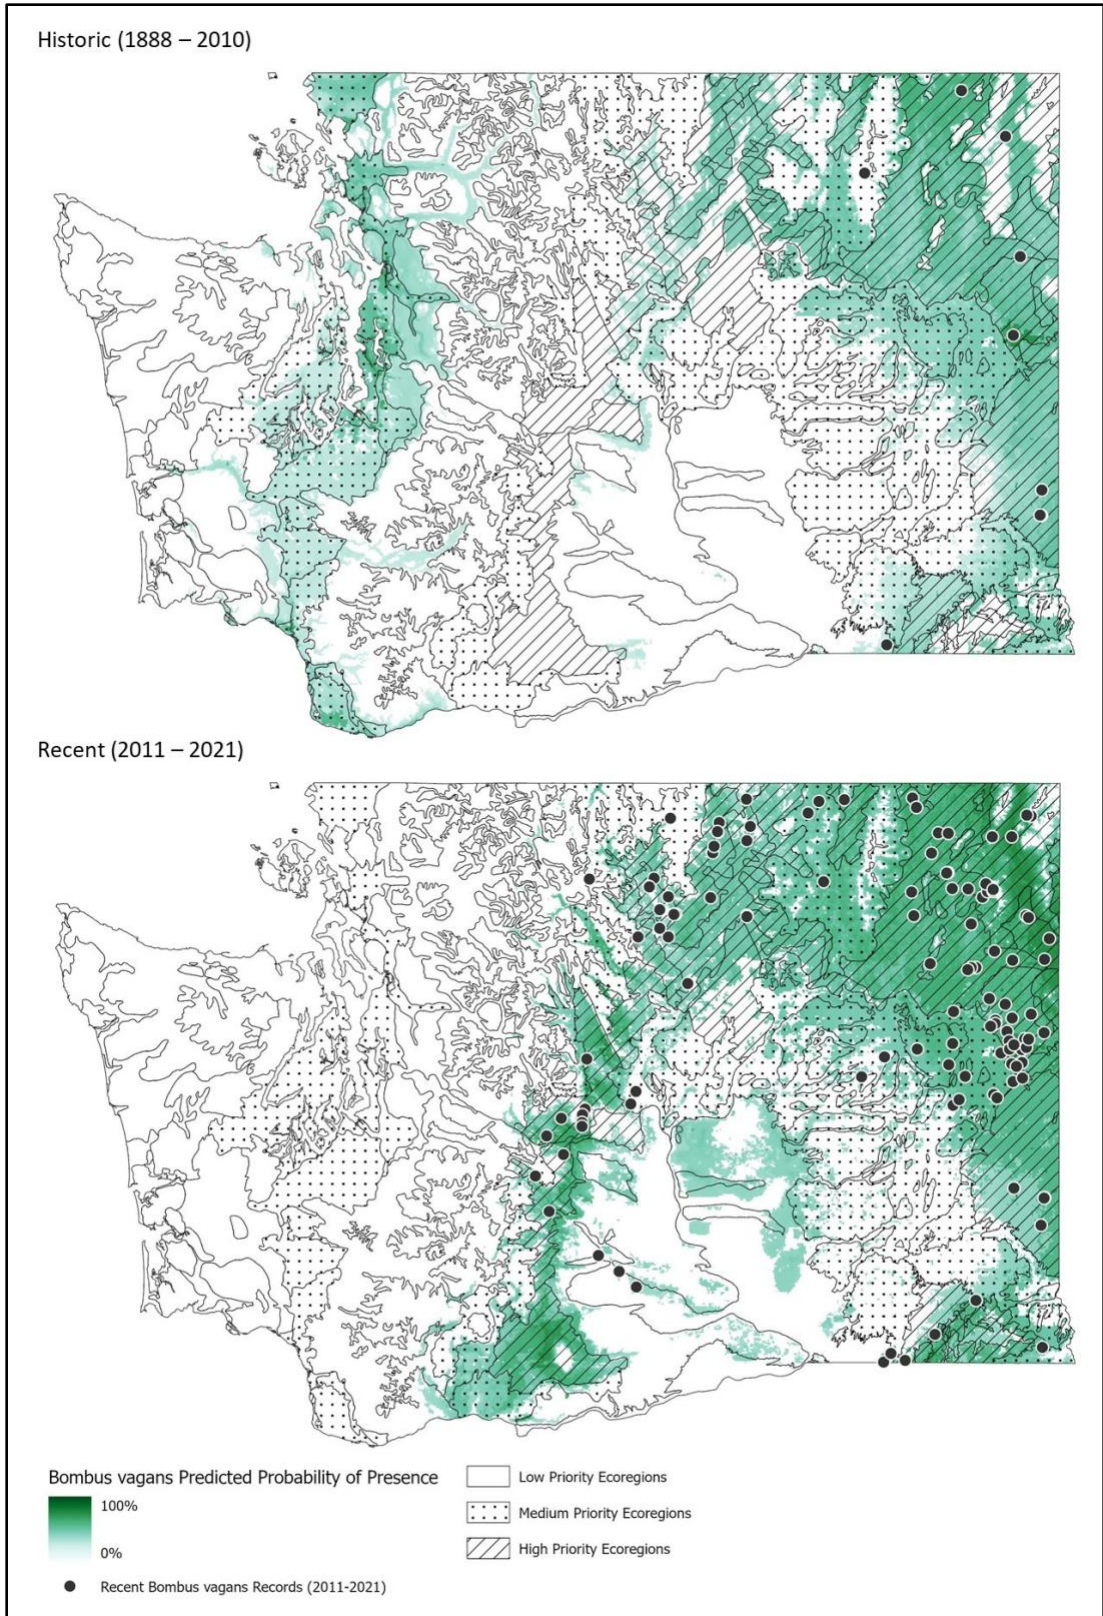 Historic (1888 – 2010)
Recent (2011 – 2021)
Bombus vagans Predicted Probability of Presence
100%
0%
Recent Bombus vagans Records (2011-2021)
Low Priority Ecoregions
Medium Priority Ecoregions
High Priority Ecoregions